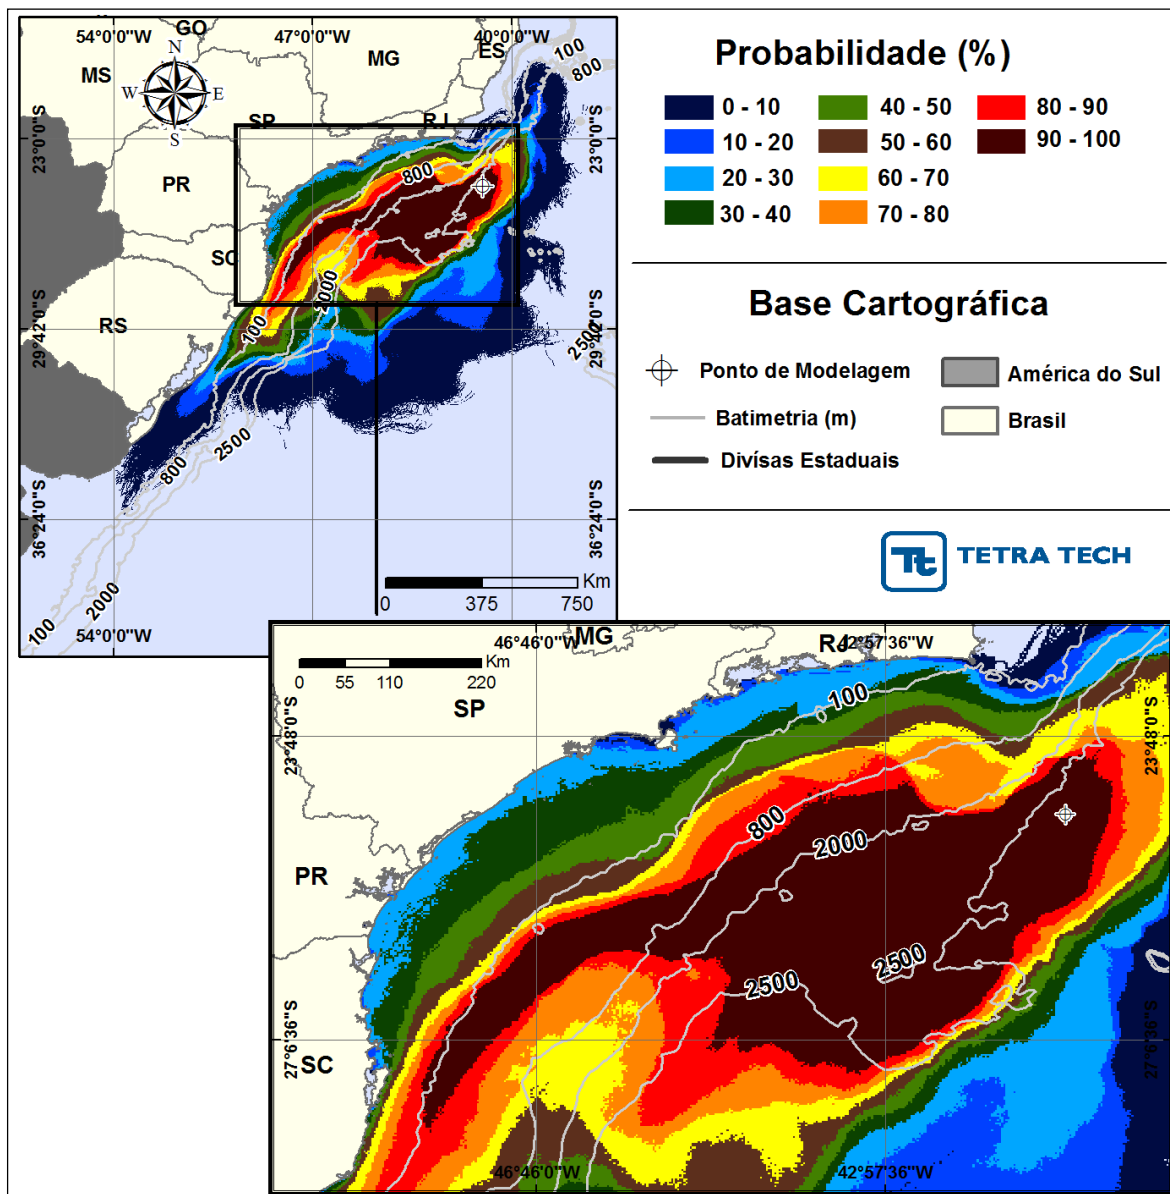 54°0'0"W
47°0'0"W
40°0'0"W
GO
MS
MG
ES
N
W
E
S
SP
RJ
PR
SC
RS
100
800
800
2000
100
2500
2500
800
100
2000
23°0'0"S
29°42'0"S
36°24'0"S
23°0'0"S
29°42'0"S
36°24'0"S
54°0'0"W
Km
0 375 750
Probabilidade (%)
0 - 10
40 - 50
80 - 90
10 - 20
50 - 60
90 - 100
20 - 30
60 - 70
30 - 40
70 - 80
Base Cartográfica
Ponto de Modelagem
América do Sul
Batimetria (m)
Brasil
Divísas Estaduais
Tt TETRA TECH
46°46'0"W
MG
RJ
42°57'36"W
Km
0 55 110 220
SP
100
23°48'0"S
23°48'0"S
800
2000
PR
2500
2500
27°6'36"S
27°6'36"S
SC
46°46'0"W
42°57'36"W